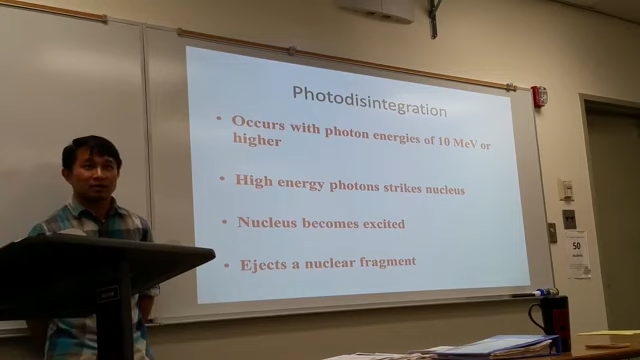 Photodisintegration
• Occurs with photon energies of 10 MeV or
higher
• High energy photons strikes nucleus
• Nucleus becomes excited
• Ejects a nuclear fragment
50